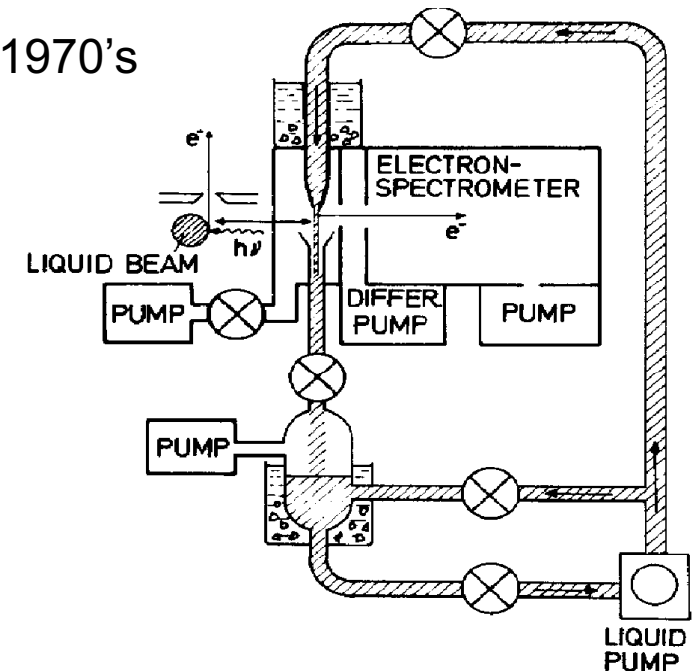 1970's
ELECTRON-
SPECTROMETER
e⁻
e⁻
hν
LIQUID BEAM
PUMP
DIFFER.
PUMP
PUMP
PUMP
LIQUID
PUMP